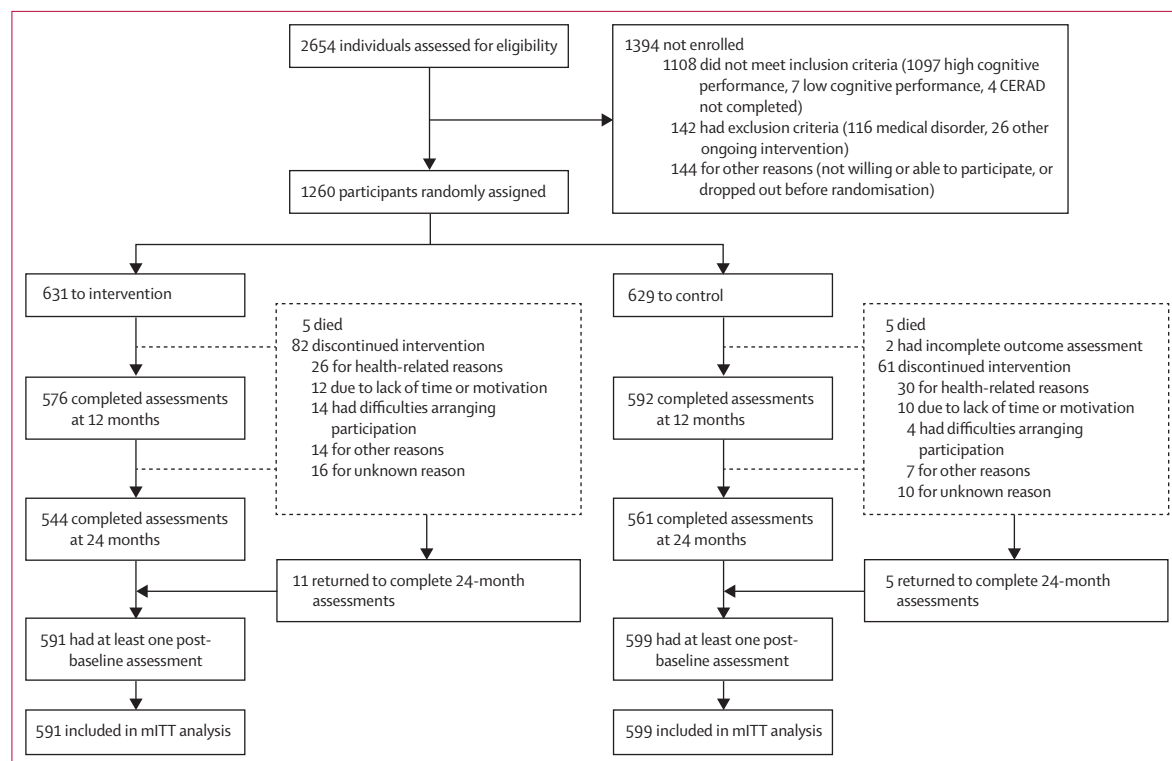 2654 individuals assessed for eligibility
1394 not enrolled
1108 did not meet inclusion criteria (1097 high cognitive
performance, 7 low cognitive performance, 4 CERAD
not completed)
142 had exclusion criteria (116 medical disorder, 26 other
ongoing intervention)
144 for other reasons (not willing or able to participate, or
dropped out before randomisation)
1260 participants randomly assigned
631 to intervention
5 died
82 discontinued intervention
26 for health-related reasons
12 due to lack of time or motivation
14 had difficulties arranging
participation
14 for other reasons
16 for unknown reason
576 completed assessments
at 12 months
544 completed assessments
at 24 months
11 returned to complete 24-month
assessments
591 had at least one post-
baseline assessment
591 included in mITT analysis
629 to control
5 died
2 had incomplete outcome assessment
61 discontinued intervention
30 for health-related reasons
10 due to lack of time or motivation
4 had difficulties arranging
participation
7 for other reasons
10 for unknown reason
592 completed assessments
at 12 months
561 completed assessments
at 24 months
5 returned to complete 24-month
assessments
599 had at least one post-
baseline assessment
599 included in mITT analysis